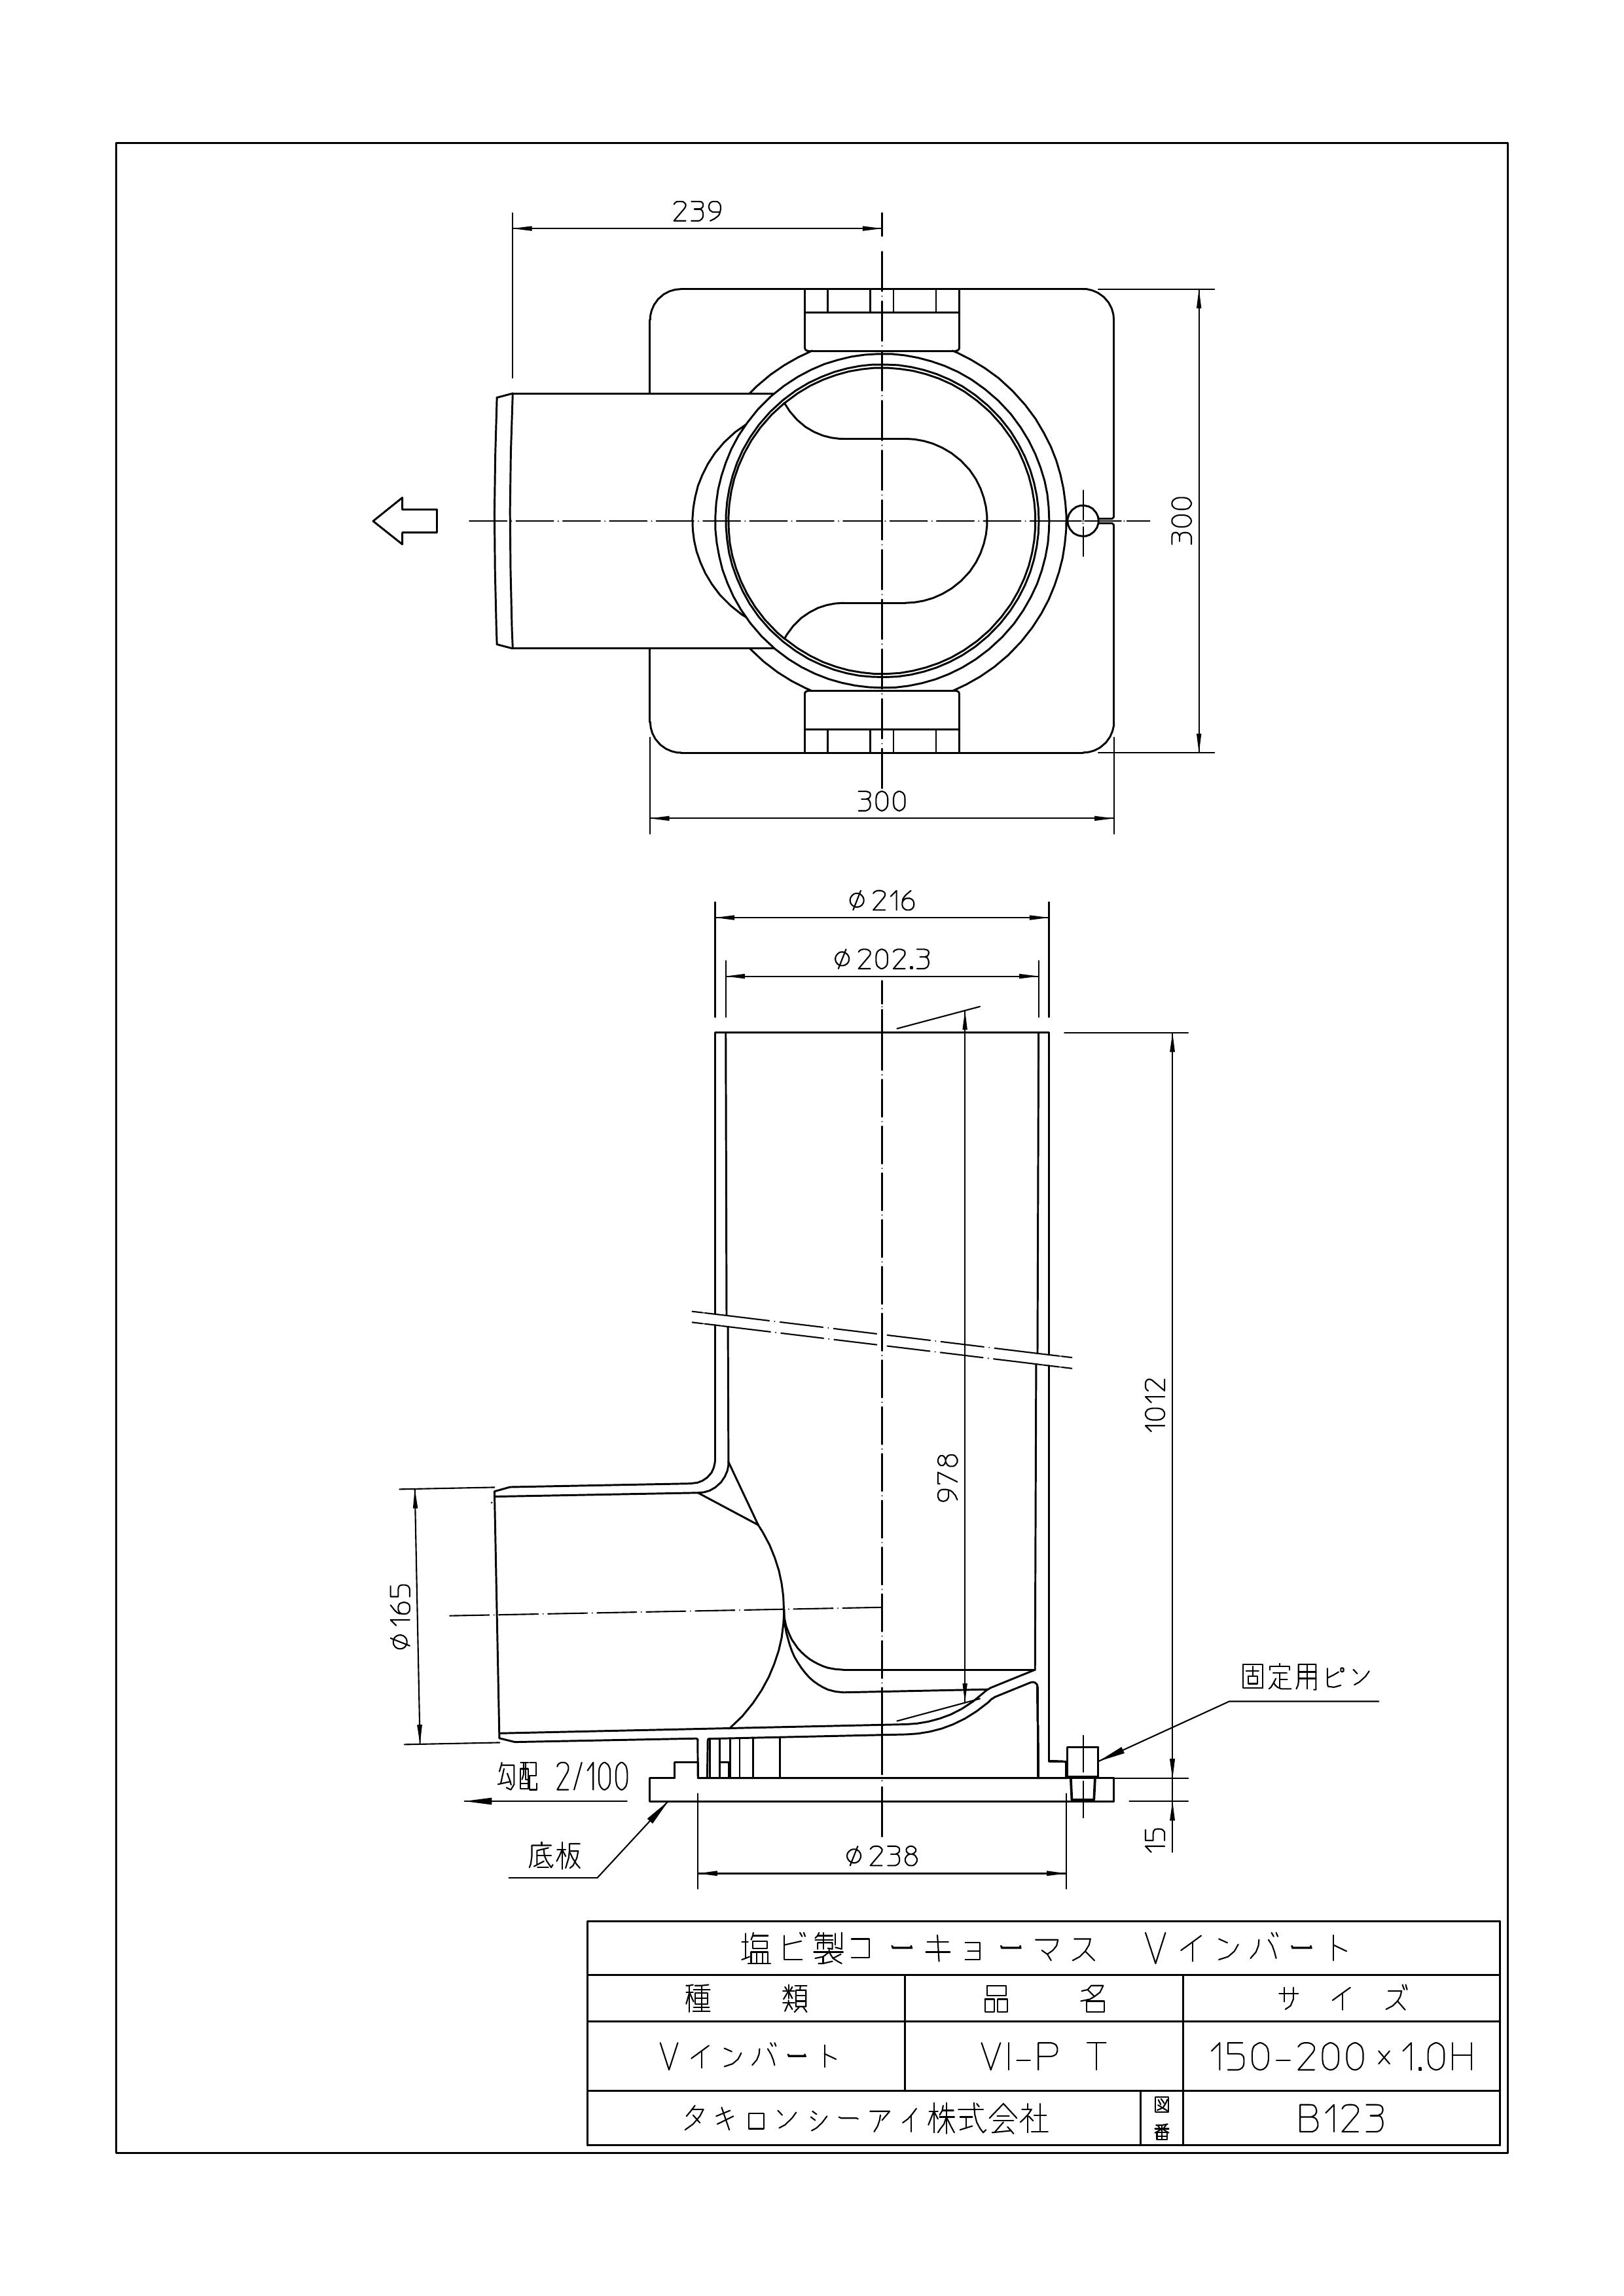 239
300
300
φ216
φ202.3
1012
978
φ165
固定用ピン
勾配 2/100
15
底板
φ238
塩ビ製コーキョーマス Vインバート
種 類 品 名 サ イ ズ
Vインバート VI-P T 150-200×1.0H
タキロンシーアイ株式会社 図番 B123